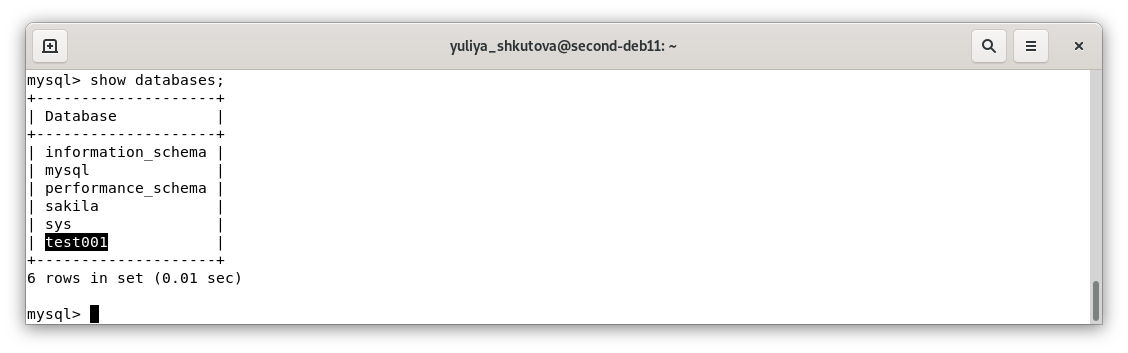 yuliya_shkutova@second-deb11: ~
mysql> show databases;
+--------------------+
| Database           |
+--------------------+
| information_schema |
| mysql              |
| performance_schema |
| sakila             |
| sys                |
| test001            |
+--------------------+
6 rows in set (0.01 sec)
mysql>